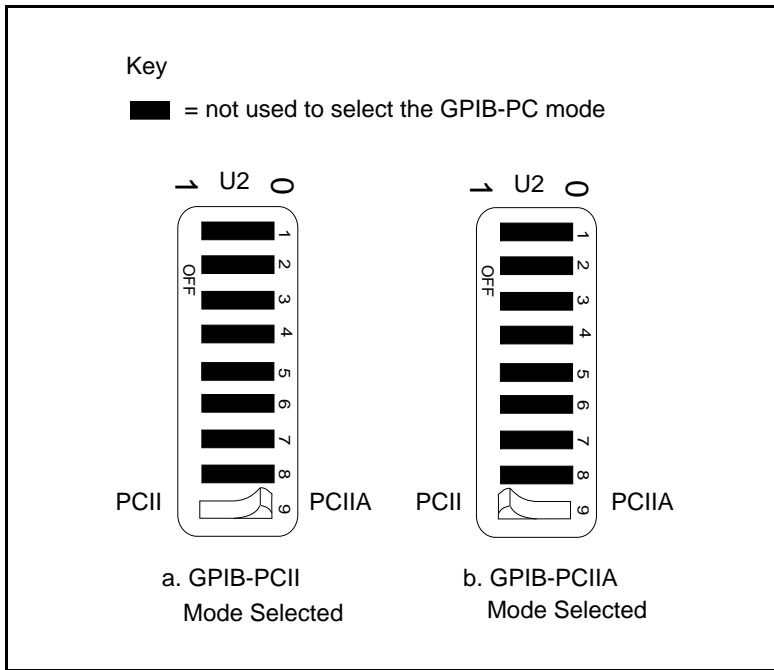 Key
= not used to select the GPIB-PC mode
1 U2 0
OFF
1
2
3
4
5
6
7
8
9
PCII
PCIIA
a. GPIB-PCII
Mode Selected
1 U2 0
OFF
1
2
3
4
5
6
7
8
9
PCII
PCIIA
b. GPIB-PCIIA
Mode Selected